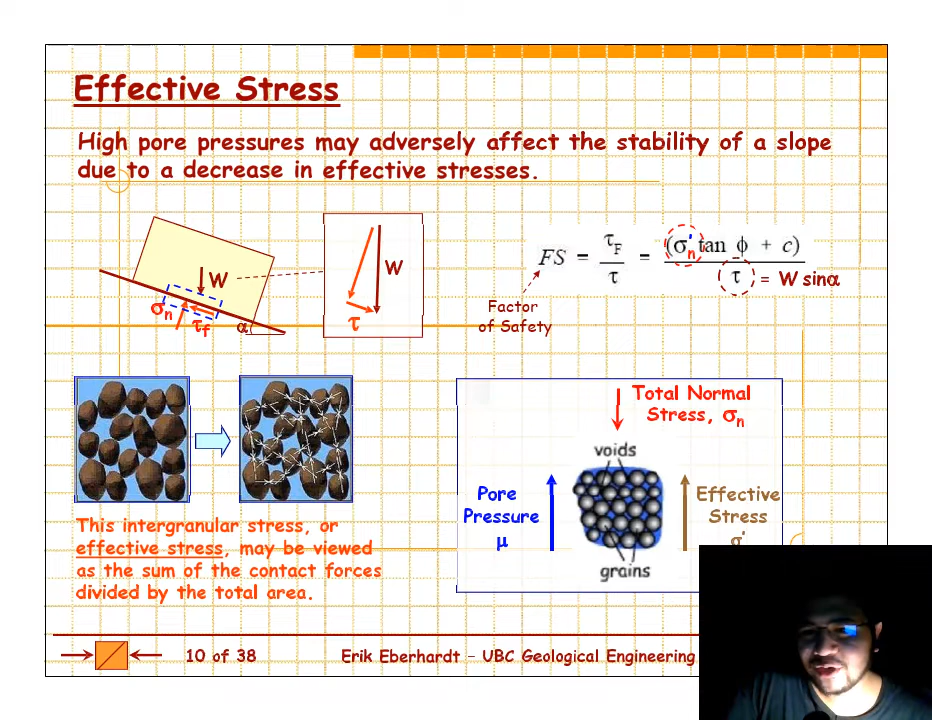 Effective Stress
High pore pressures may adversely affect the stability of a slope
due to a decrease in effective stresses.
W
σn
τf
α
W
τ
FS = τF / τ = (σn' tan ϕ + c) / τ = W sinα
Factor
of Safety
Total Normal
Stress, σn
voids
Pore
Pressure
μ
Effective
Stress
σ'
grains
This intergranular stress, or
effective stress, may be viewed
as the sum of the contact forces
divided by the total area.
10 of 38
Erik Eberhardt – UBC Geological Engineering